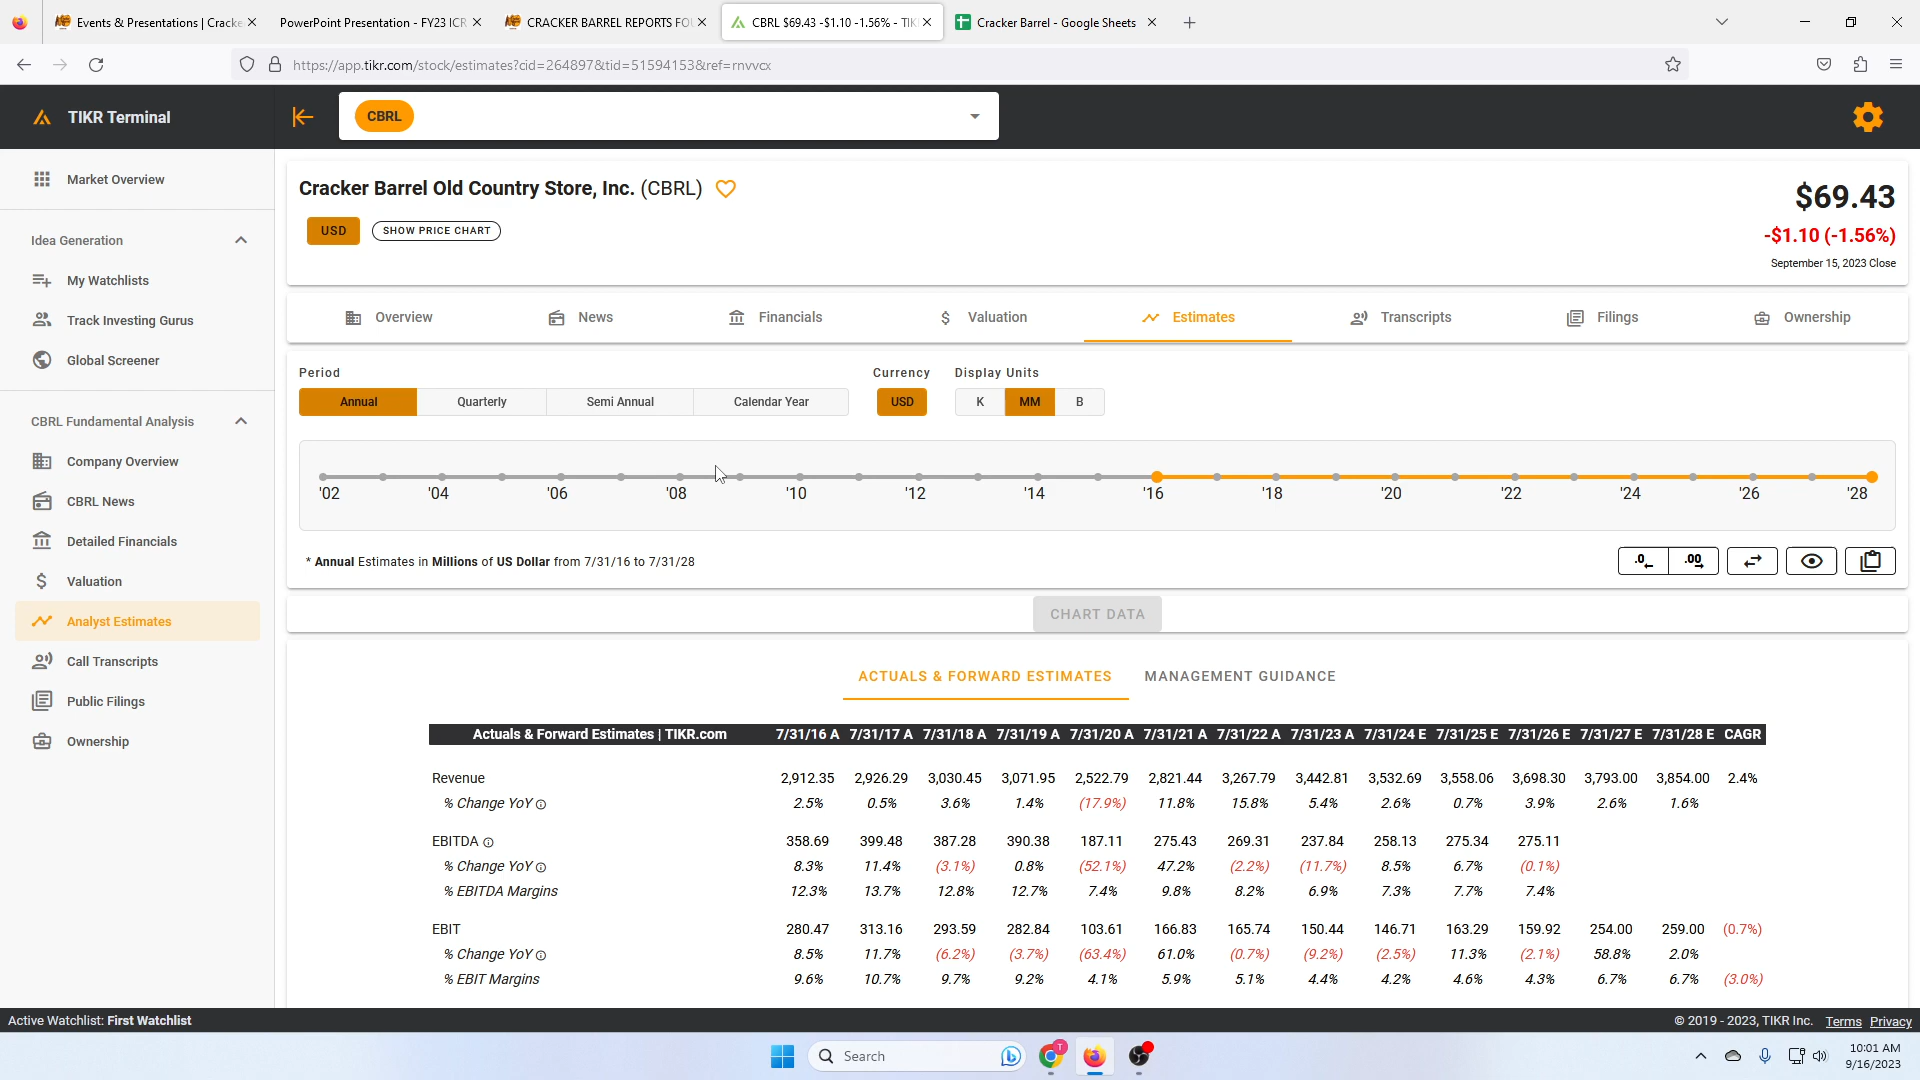 Events & Presentations | Cracke
PowerPoint Presentation - FY23 ICR
CRACKER BARREL REPORTS FOU
CBRL $69.43 -$1.10 -1.56% - TIK
Cracker Barrel - Google Sheets
https://app.tikr.com/stock/estimates?cid=264897&tid=51594153&ref=rnvvcx
TIKR Terminal
CBRL
Market Overview
Idea Generation
My Watchlists
Track Investing Gurus
Global Screener
CBRL Fundamental Analysis
Company Overview
CBRL News
Detailed Financials
Valuation
Analyst Estimates
Call Transcripts
Public Filings
Ownership
Cracker Barrel Old Country Store, Inc. (CBRL)
USD
SHOW PRICE CHART
$69.43
-$1.10 (-1.56%)
September 15, 2023 Close
Overview
News
Financials
Valuation
Estimates
Transcripts
Filings
Ownership
Period
Currency
Display Units
Annual
Quarterly
Semi Annual
Calendar Year
USD
K
MM
B
'02 '04 '06 '08 '10 '12 '14 '16 '18 '20 '22 '24 '26 '28
* Annual Estimates in Millions of US Dollar from 7/31/16 to 7/31/28
.0 .00
CHART DATA
ACTUALS & FORWARD ESTIMATES
MANAGEMENT GUIDANCE
Actuals & Forward Estimates | TIKR.com 7/31/16 A 7/31/17 A 7/31/18 A 7/31/19 A 7/31/20 A 7/31/21 A 7/31/22 A 7/31/23 A 7/31/24 E 7/31/25 E 7/31/26 E 7/31/27 E 7/31/28 E CAGR
Revenue 2,912.35 2,926.29 3,030.45 3,071.95 2,522.79 2,821.44 3,267.79 3,442.81 3,532.69 3,558.06 3,698.30 3,793.00 3,854.00 2.4%
% Change YoY 2.5% 0.5% 3.6% 1.4% (17.9%) 11.8% 15.8% 5.4% 2.6% 0.7% 3.9% 2.6% 1.6%
EBITDA 358.69 399.48 387.28 390.38 187.11 275.43 269.31 237.84 258.13 275.34 275.11
% Change YoY 8.3% 11.4% (3.1%) 0.8% (52.1%) 47.2% (2.2%) (11.7%) 8.5% 6.7% (0.1%)
% EBITDA Margins 12.3% 13.7% 12.8% 12.7% 7.4% 9.8% 8.2% 6.9% 7.3% 7.7% 7.4%
EBIT 280.47 313.16 293.59 282.84 103.61 166.83 165.74 150.44 146.71 163.29 159.92 254.00 259.00 (0.7%)
% Change YoY 8.5% 11.7% (6.2%) (3.7%) (63.4%) 61.0% (0.7%) (9.2%) (2.5%) 11.3% (2.1%) 58.8% 2.0%
% EBIT Margins 9.6% 10.7% 9.7% 9.2% 4.1% 5.9% 5.1% 4.4% 4.2% 4.6% 4.3% 6.7% 6.7% (3.0%)
Active Watchlist: First Watchlist
© 2019 - 2023, TIKR Inc. Terms Privacy
Search
T
10:01 AM
9/16/2023